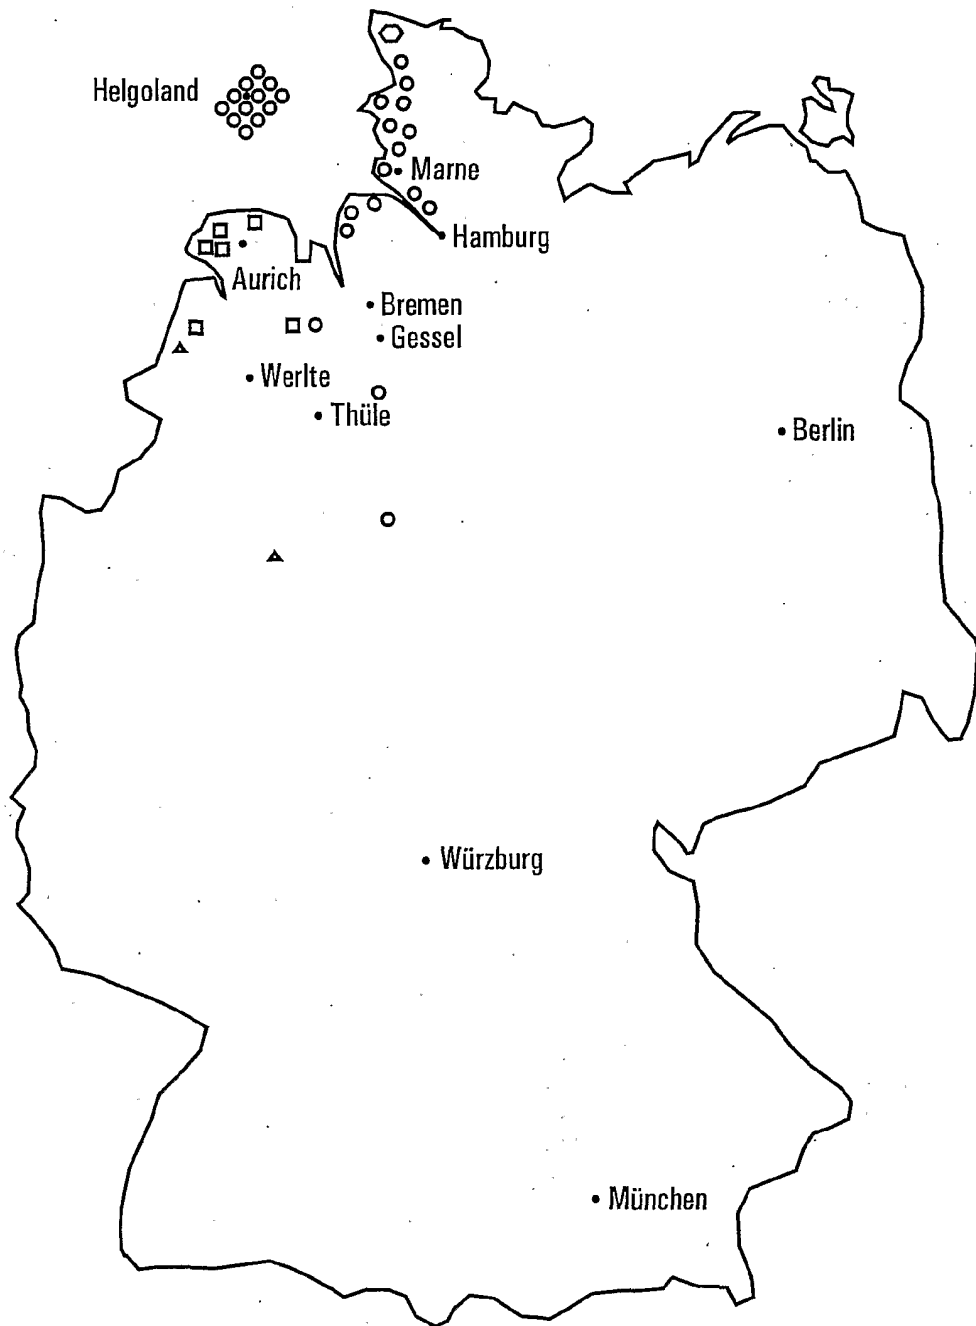 Helgoland
Marne
Hamburg
Aurich
Bremen
Gessel
Werlte
Thüle
Berlin
Würzburg
München